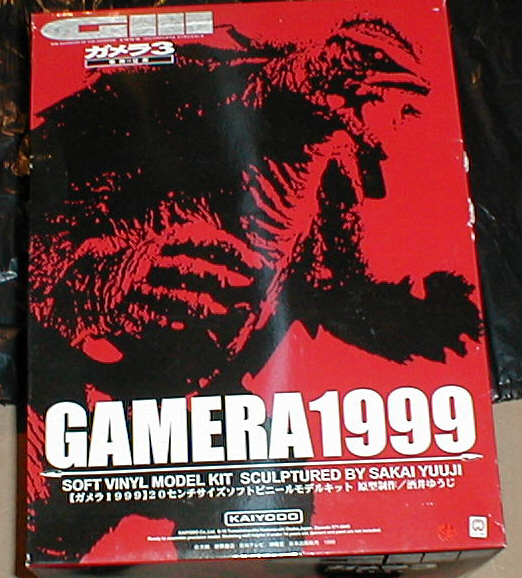 GIII
ガメラ3
GAMERA1999
SOFT VINYL MODEL KIT SCULPTURED BY SAKAI YUUJI
【ガメラ1999】20センチサイズソフトビニールモデルキット 原型制作/酒井ゆうじ
KAIYODO